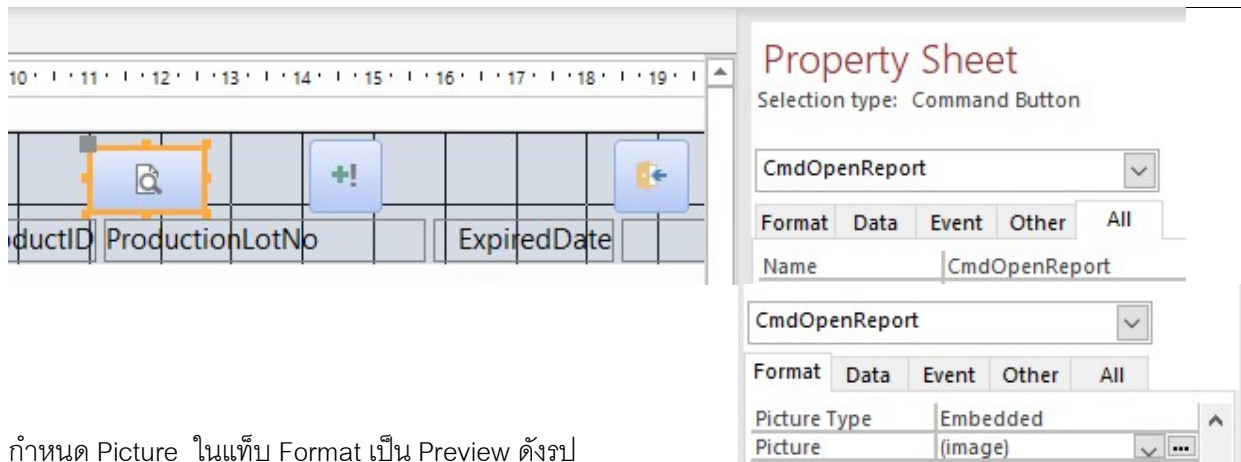 Property Sheet
Selection type: Command Button
10 11 12 13 14 15 16 17 18 19
CmdOpenReport
Format Data Event Other All
ductID ProductionLotNo ExpiredDate
Name CmdOpenReport
CmdOpenReport
Format Data Event Other All
Picture Type Embedded
Picture (image)
กำหนด Picture ในแท็บ Format เป็น Preview ดังรูป